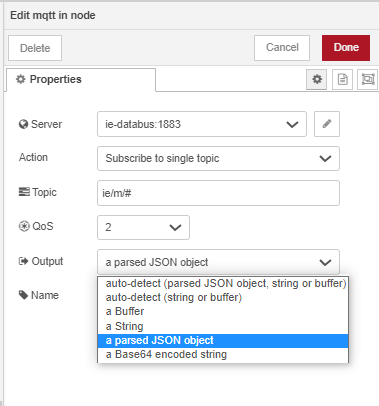 Edit mqtt in node
Delete
Cancel
Done
Properties
Server
ie-databus:1883
Action
Subscribe to single topic
Topic
ie/m/#
QoS
2
Output
a parsed JSON object
auto-detect (parsed JSON object, string or buffer)
auto-detect (string or buffer)
a Buffer
a String
a parsed JSON object
a Base64 encoded string
Name